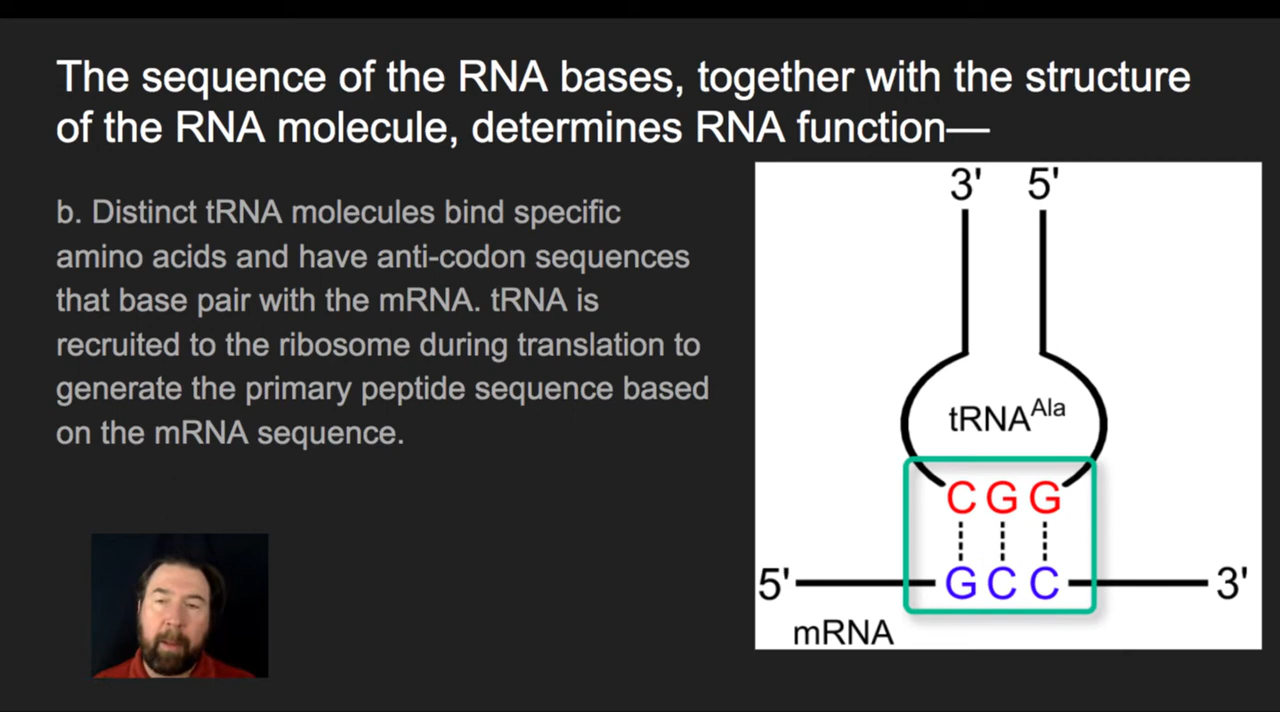 The sequence of the RNA bases, together with the structure
of the RNA molecule, determines RNA function—
b. Distinct tRNA molecules bind specific
amino acids and have anti-codon sequences
that base pair with the mRNA. tRNA is
recruited to the ribosome during translation to
generate the primary peptide sequence based
on the mRNA sequence.
3' 5'
tRNAAla
C G G
5' G C C 3'
mRNA